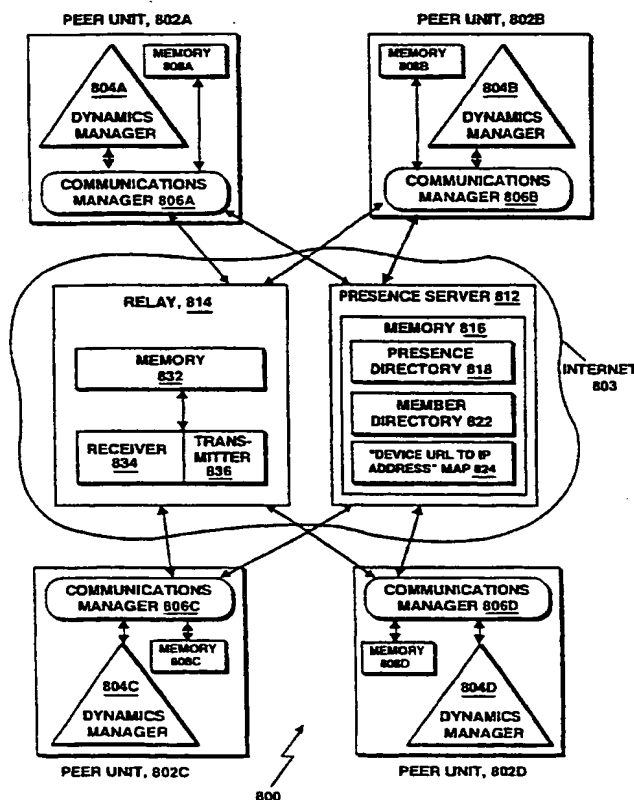 PEER UNIT, 802A
PEER UNIT, 802B
MEMORY
808A
804A
DYNAMICS
MANAGER
COMMUNICATIONS
MANAGER 806A
MEMORY
808B
804B
DYNAMICS
MANAGER
COMMUNICATIONS
MANAGER 806B
RELAY, 814
MEMORY
832
RECEIVER
834
TRANS-
MITTER
836
PRESENCE SERVER 812
MEMORY 816
PRESENCE
DIRECTORY 818
MEMBER
DIRECTORY 822
"DEVICE URL TO IP
ADDRESS" MAP 824
INTERNET
803
COMMUNICATIONS
MANAGER 806C
MEMORY
808C
804C
DYNAMICS
MANAGER
COMMUNICATIONS
MANAGER 806D
MEMORY
808D
804D
DYNAMICS
MANAGER
PEER UNIT, 802C
PEER UNIT, 802D
800